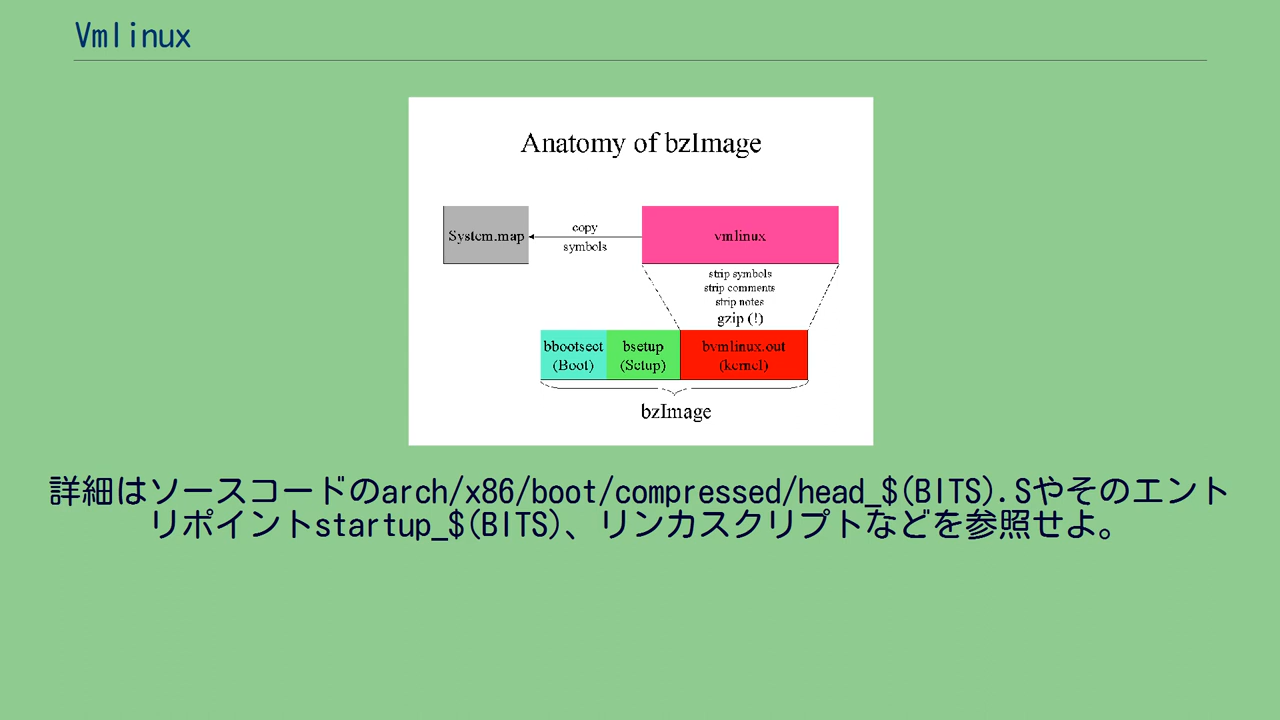 Vmlinux
Anatomy of bzImage
System.map
copy
symbols
vmlinux
strip symbols
strip comments
strip notes
gzip (!)
bbootsect
(Boot)
bsetup
(Setup)
bvmlinux.out
(kernel)
bzImage
詳細はソースコードのarch/x86/boot/compressed/head_$(BITS).Sやそのエント
リポイントstartup_$(BITS)、リンカスクリプトなどを参照せよ。